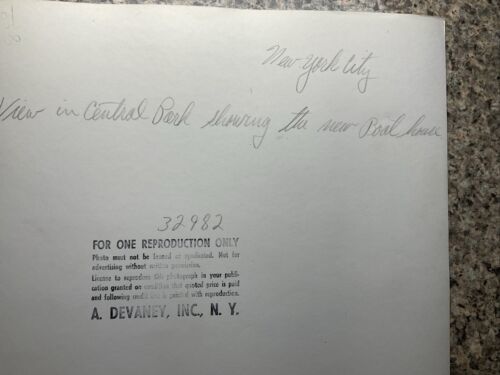 New York City
View in Central Park showing the new Boat house
32982
FOR ONE REPRODUCTION ONLY
Photo must not be loaned or syndicated. Not for
advertising without written permission.
License to reproduce this photograph in your publi-
cation granted on condition that quoted price is paid
and following credit line is printed with reproduction.
A. DEVANEY, INC., N. Y.